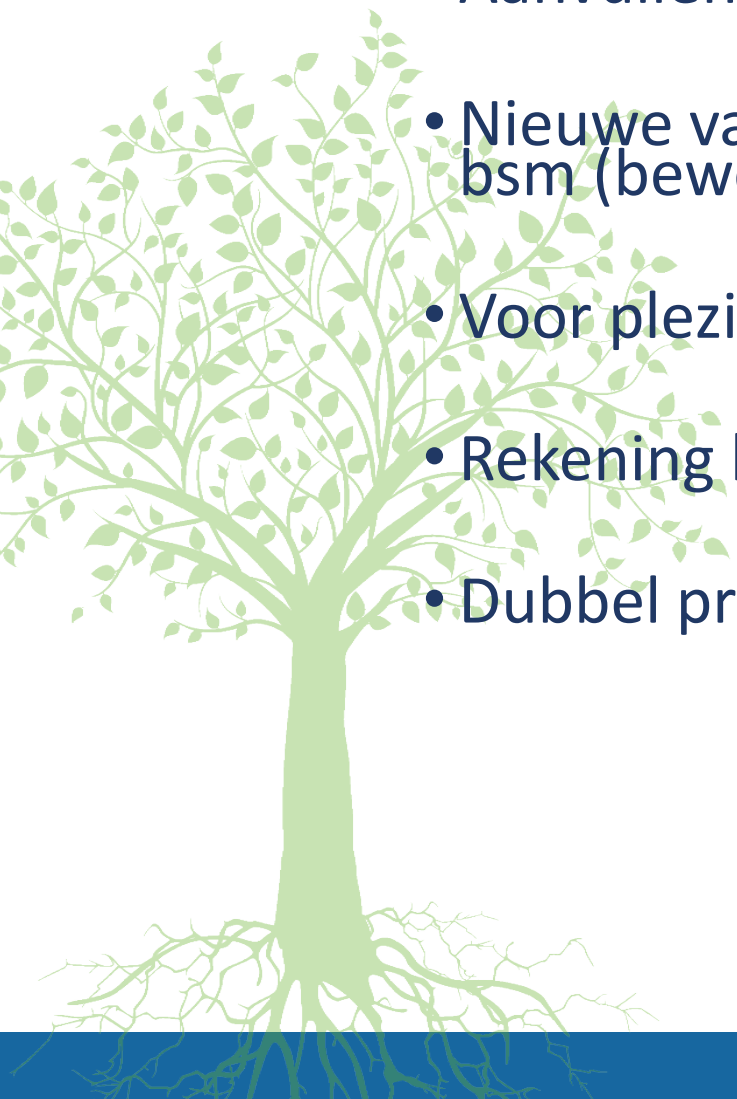 • Nieuwe va
bsm (bew
• Voor plezi
• Rekening
• Dubbel pr